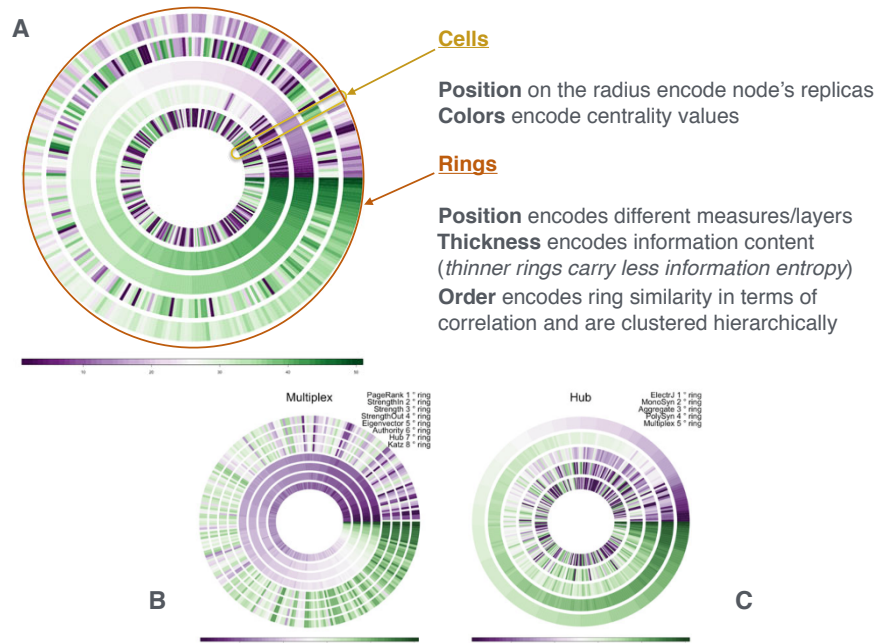 A
Cells
Position on the radius encode node's replicas
Colors encode centrality values
Rings
Position encodes different measures/layers
Thickness encodes information content
(thinner rings carry less information entropy)
Order encodes ring similarity in terms of
correlation and are clustered hierarchically
10
20
30
40
50
Multiplex
PageRank 1 ° ring
StrengthIn 2 ° ring
Strength 3 ° ring
StrengthOut 4 ° ring
Eigenvector 5 ° ring
Authority 6 ° ring
Hub 7 ° ring
Katz 8 ° ring
B
Hub
ElectrJ 1 ° ring
MonoSyn 2 ° ring
Aggregate 3 ° ring
PolySyn 4 ° ring
Multiplex 5 ° ring
C